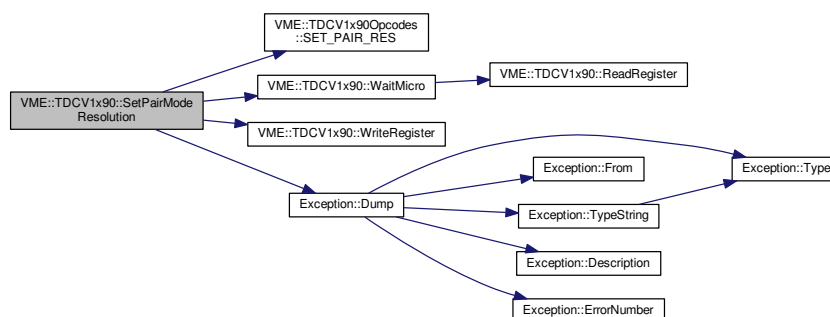 VME::TDCV1x90Opcodes
::SET_PAIR_RES
VME::TDCV1x90::WaitMicro
VME::TDCV1x90::ReadRegister
VME::TDCV1x90::SetPairMode
Resolution
VME::TDCV1x90::WriteRegister
Exception::From
Exception::Type
Exception::Dump
Exception::TypeString
Exception::Description
Exception::ErrorNumber